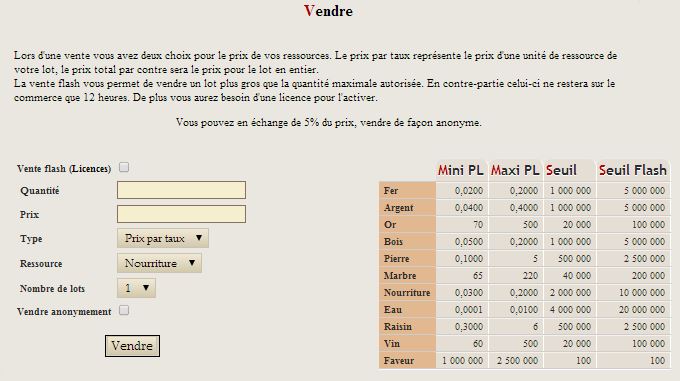 Vendre
Lors d'une vente vous avez deux choix pour le prix de vos ressources. Le prix par taux représente le prix d'une unité de ressource de
votre lot, le prix total par contre sera le prix pour le lot en entier.
La vente flash vous permet de vendre un lot plus gros que la quantité maximale autorisée. En contre-partie celui-ci ne restera sur le
commerce que 12 heures. De plus vous aurez besoin d'une licence pour l'activer.
Vous pouvez en échange de 5% du prix, vendre de façon anonyme.
Vente flash (Licences)
Quantité
Prix
Type Prix par taux
Ressource Nourriture
Nombre de lots 1
Vendre anonymement
Vendre
Mini PL Maxi PL Seuil Seuil Flash
Fer 0,0200 0,2000 1 000 000 5 000 000
Argent 0,0400 0,4000 1 000 000 5 000 000
Or 70 500 20 000 100 000
Bois 0,0500 0,2000 1 000 000 5 000 000
Pierre 0,1000 5 500 000 2 500 000
Marbre 65 220 40 000 200 000
Nourriture 0,0300 0,2000 2 000 000 10 000 000
Eau 0,0001 0,0100 4 000 000 20 000 000
Raisin 0,3000 6 500 000 2 500 000
Vin 60 500 20 000 100 000
Faveur 1 000 000 2 500 000 100 100